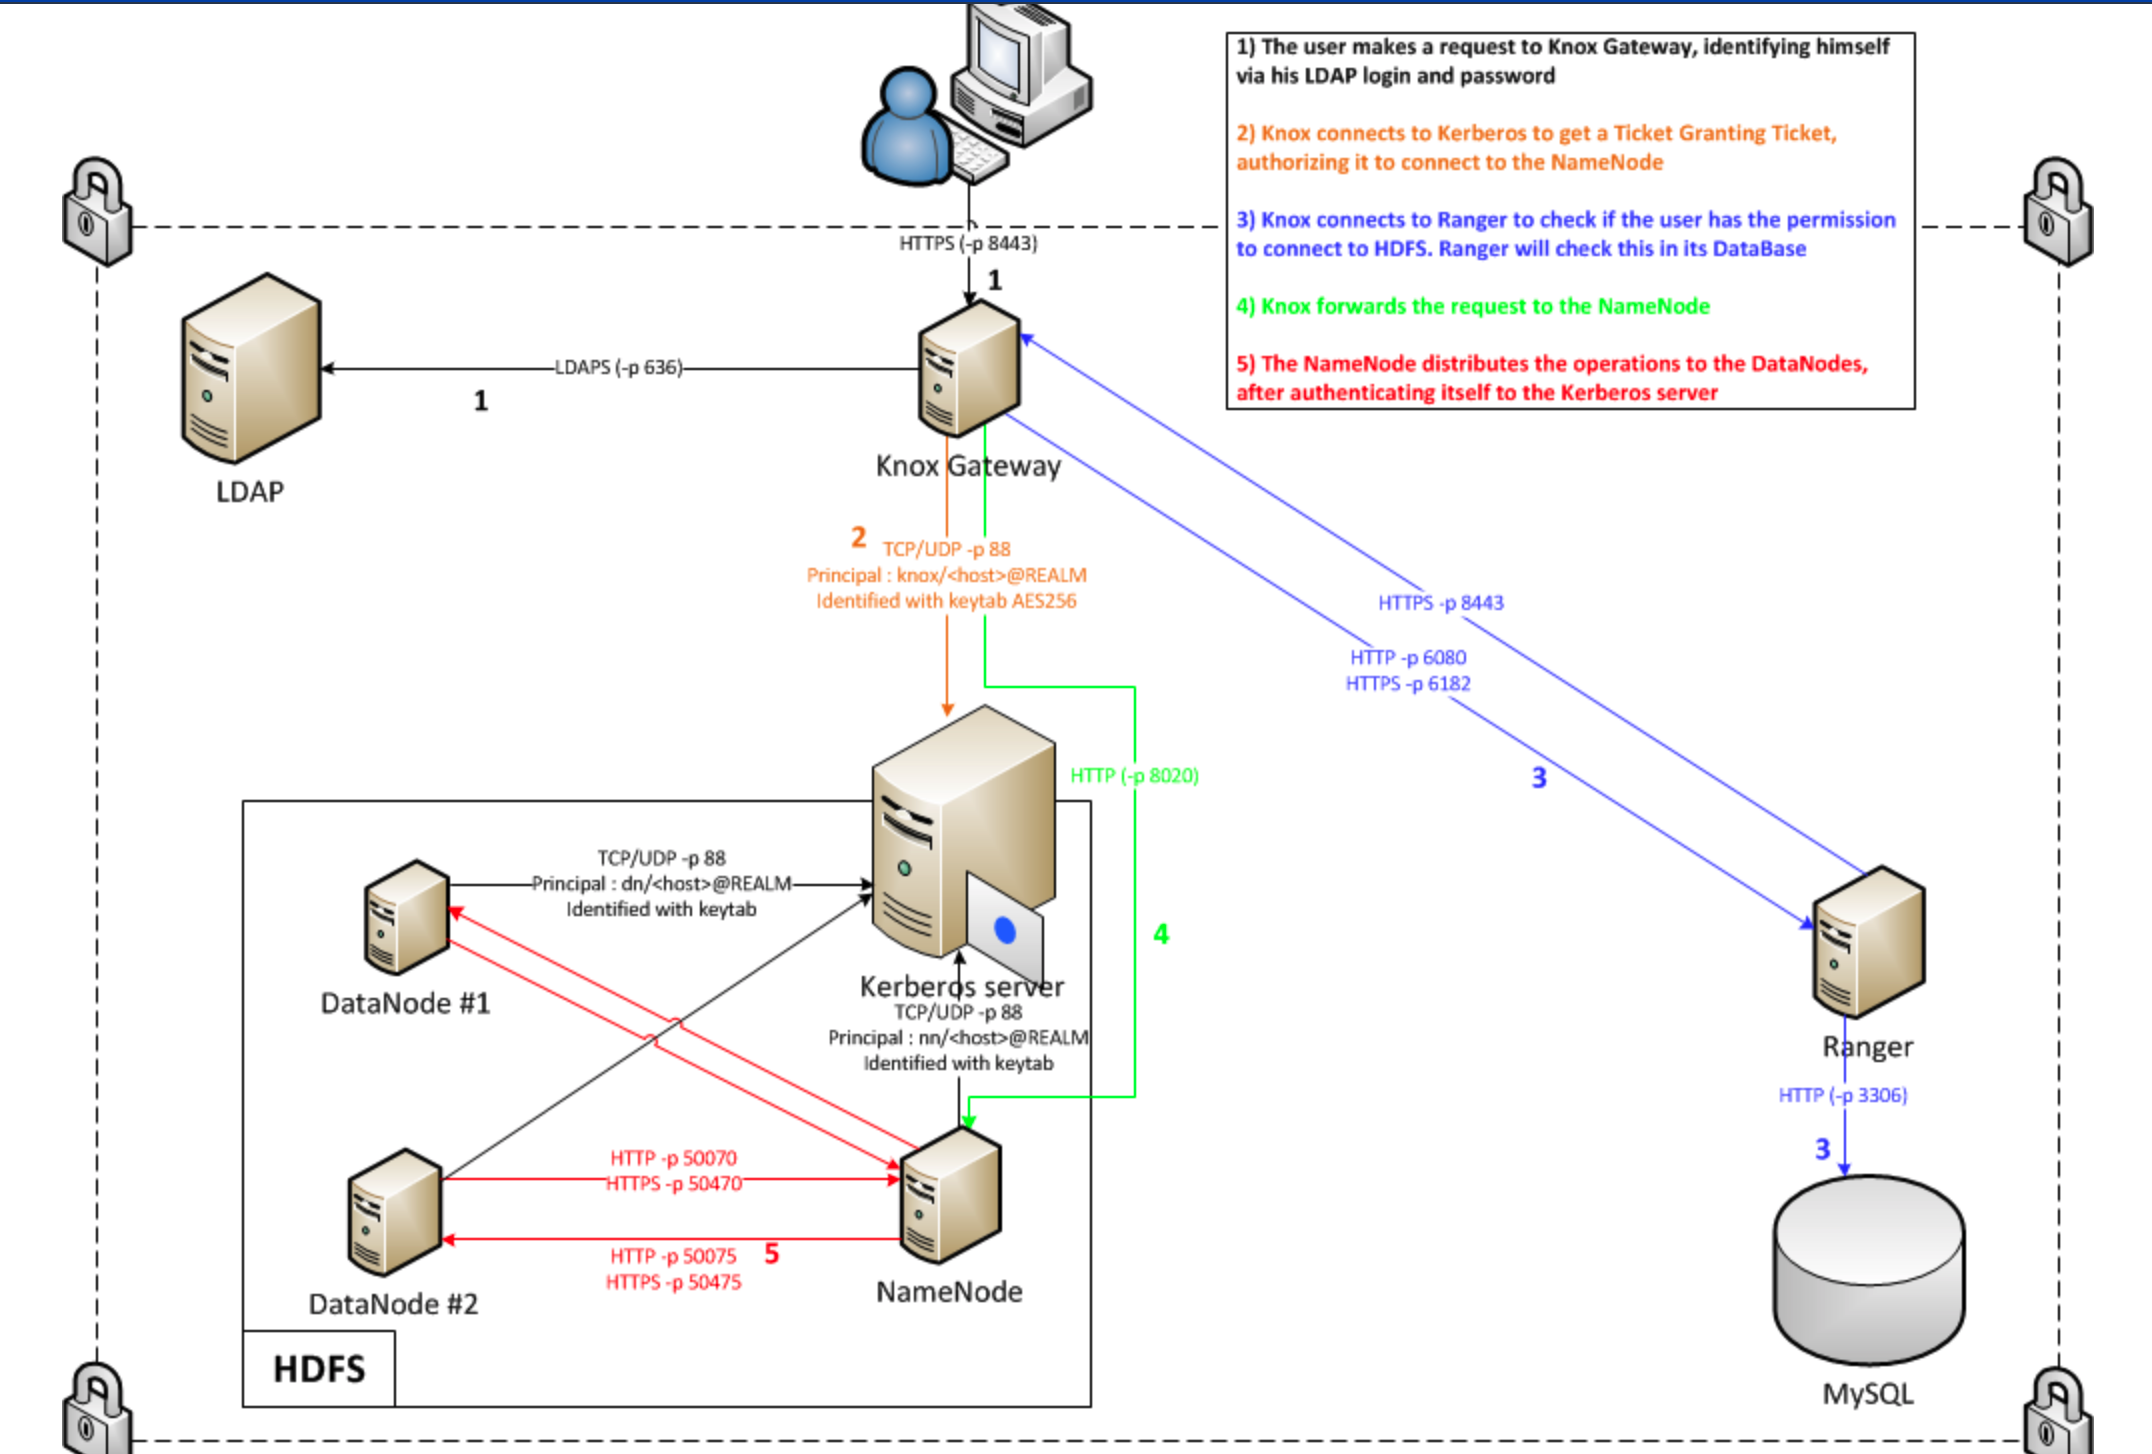 1) The user makes a request to Knox Gateway, identifying himself
via his LDAP login and password
2) Knox connects to Kerberos to get a Ticket Granting Ticket,
authorizing it to connect to the NameNode
3) Knox connects to Ranger to check if the user has the permission
to connect to HDFS. Ranger will check this in its DataBase
4) Knox forwards the request to the NameNode
5) The NameNode distributes the operations to the DataNodes,
after authenticating itself to the Kerberos server
HTTPS (-p 8443)
1
LDAPS (-p 636)
1
LDAP
Knox Gateway
2
TCP/UDP -p 88
Principal : knox/<host>@REALM
Identified with keytab AES256
HTTPS -p 8443
HTTP -p 6080
HTTPS -p 6182
3
HTTP (-p 8020)
4
TCP/UDP -p 88
Principal : dn/<host>@REALM
Identified with keytab
DataNode #1
Kerberos server
TCP/UDP -p 88
Principal : nn/<host>@REALM
Identified with keytab
Ranger
HTTP (-p 3306)
3
HTTP -p 50070
HTTPS -p 50470
5
HTTP -p 50075
HTTPS -p 50475
DataNode #2
NameNode
HDFS
MySQL